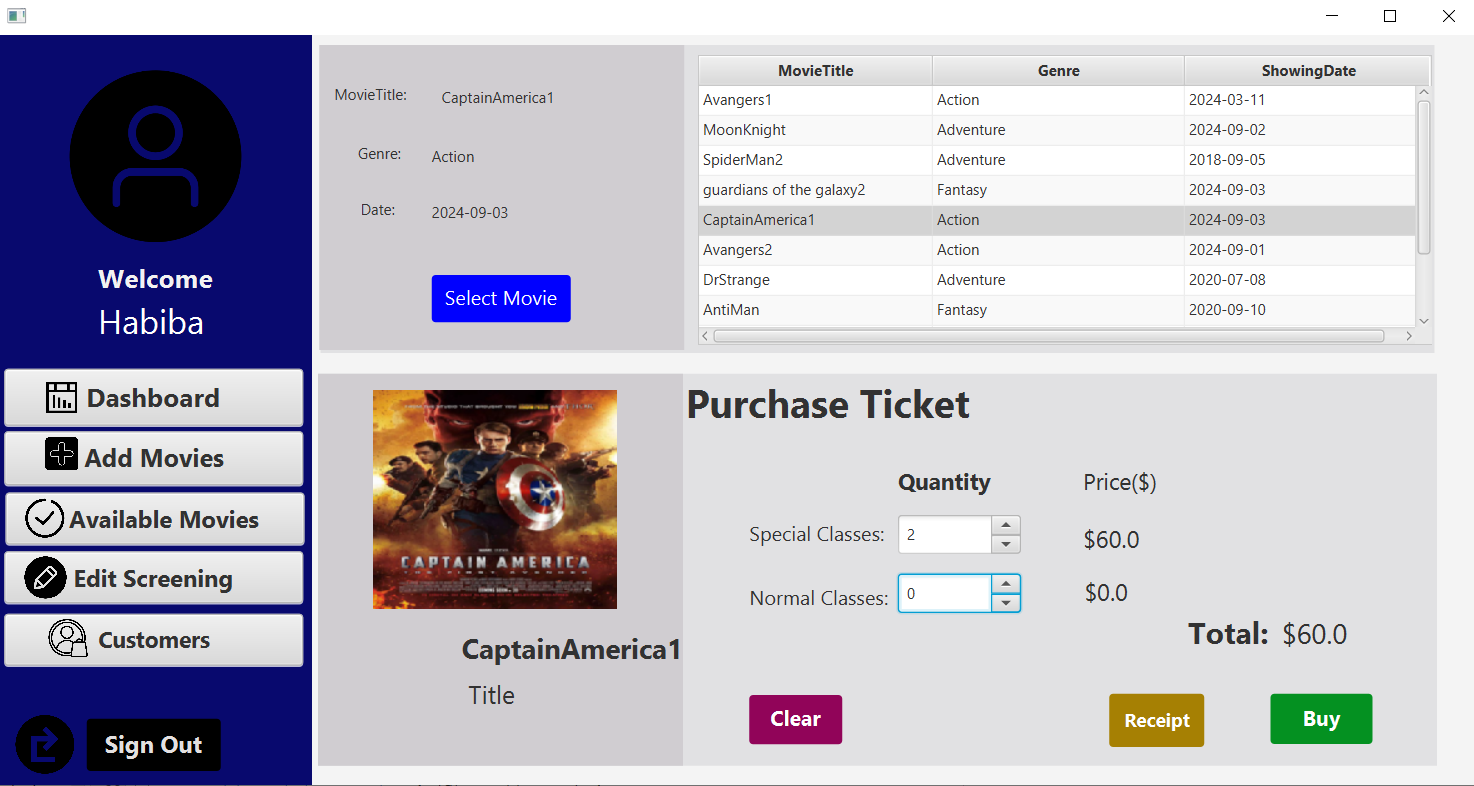 Welcome
Habiba
Dashboard
Add Movies
Available Movies
Edit Screening
Customers
Sign Out
MovieTitle: CaptainAmerica1
Genre: Action
Date: 2024-09-03
Select Movie
MovieTitle Genre ShowingDate
Avangers1 Action 2024-03-11
MoonKnight Adventure 2024-09-02
SpiderMan2 Adventure 2018-09-05
guardians of the galaxy2 Fantasy 2024-09-03
CaptainAmerica1 Action 2024-09-03
Avangers2 Action 2024-09-01
DrStrange Adventure 2020-07-08
AntiMan Fantasy 2020-09-10
CAPTAIN AMERICA
CaptainAmerica1
Title
Purchase Ticket
Quantity Price($)
Special Classes: 2 $60.0
Normal Classes: 0 $0.0
Total: $60.0
Clear Receipt Buy